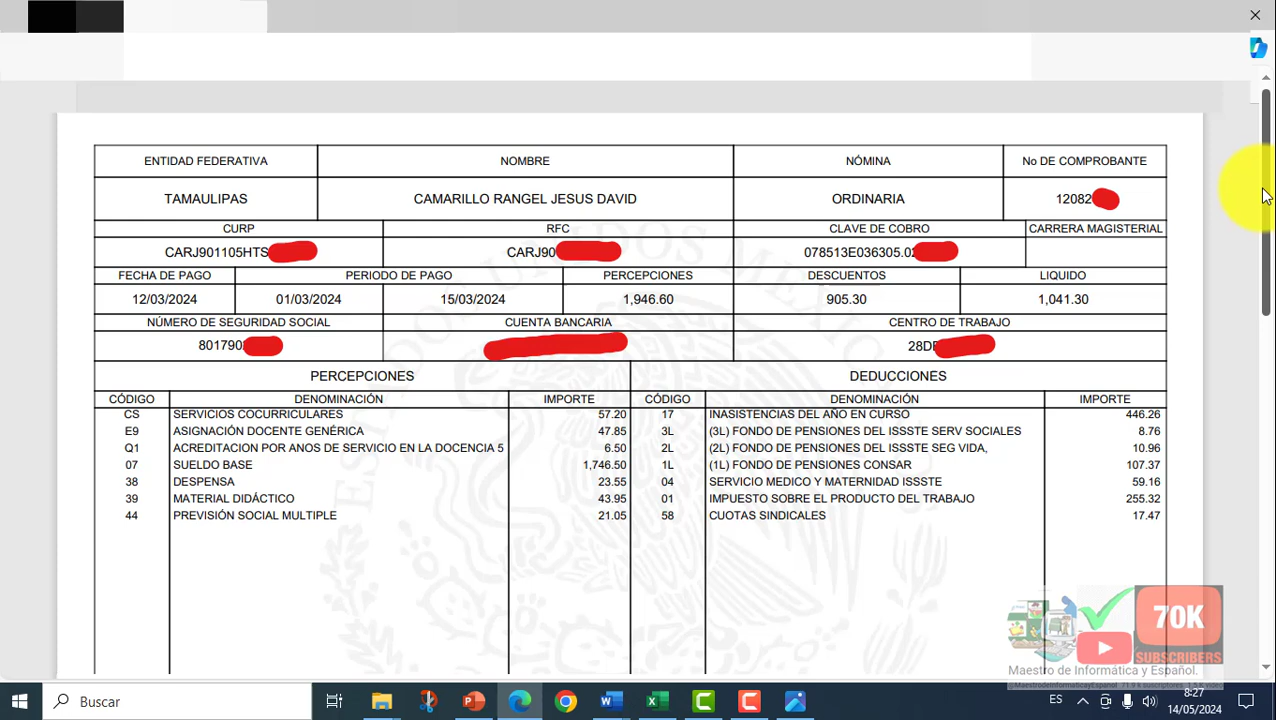 ENTIDAD FEDERATIVA NOMBRE NÓMINA No DE COMPROBANTE
TAMAULIPAS CAMARILLO RANGEL JESUS DAVID ORDINARIA 12082
CURP RFC CLAVE DE COBRO CARRERA MAGISTERIAL
CARJ901105HTS CARJ90 078513E036305.02
FECHA DE PAGO PERIODO DE PAGO PERCEPCIONES DESCUENTOS LIQUIDO
12/03/2024 01/03/2024 15/03/2024 1,946.60 905.30 1,041.30
NÚMERO DE SEGURIDAD SOCIAL CUENTA BANCARIA CENTRO DE TRABAJO
801790 28D
PERCEPCIONES DEDUCCIONES
CÓDIGO DENOMINACIÓN IMPORTE CÓDIGO DENOMINACIÓN IMPORTE
CS SERVICIOS COCURRICULARES 57.20 17 INASISTENCIAS DEL AÑO EN CURSO 446.26
E9 ASIGNACIÓN DOCENTE GENÉRICA 47.85 3L (3L) FONDO DE PENSIONES DEL ISSSTE SERV SOCIALES 8.76
Q1 ACREDITACION POR ANOS DE SERVICIO EN LA DOCENCIA 5 6.50 2L (2L) FONDO DE PENSIONES DEL ISSSTE SEG VIDA, 10.96
07 SUELDO BASE 1,746.50 1L (1L) FONDO DE PENSIONES CONSAR 107.37
38 DESPENSA 23.55 04 SERVICIO MEDICO Y MATERNIDAD ISSSTE 59.16
39 MATERIAL DIDÁCTICO 43.95 01 IMPUESTO SOBRE EL PRODUCTO DEL TRABAJO 255.32
44 PREVISIÓN SOCIAL MULTIPLE 21.05 58 CUOTAS SINDICALES 17.47
70K
SUBSCRIBERS
Maestro de Informática y Español.
Buscar
ES 8:27
14/05/2024